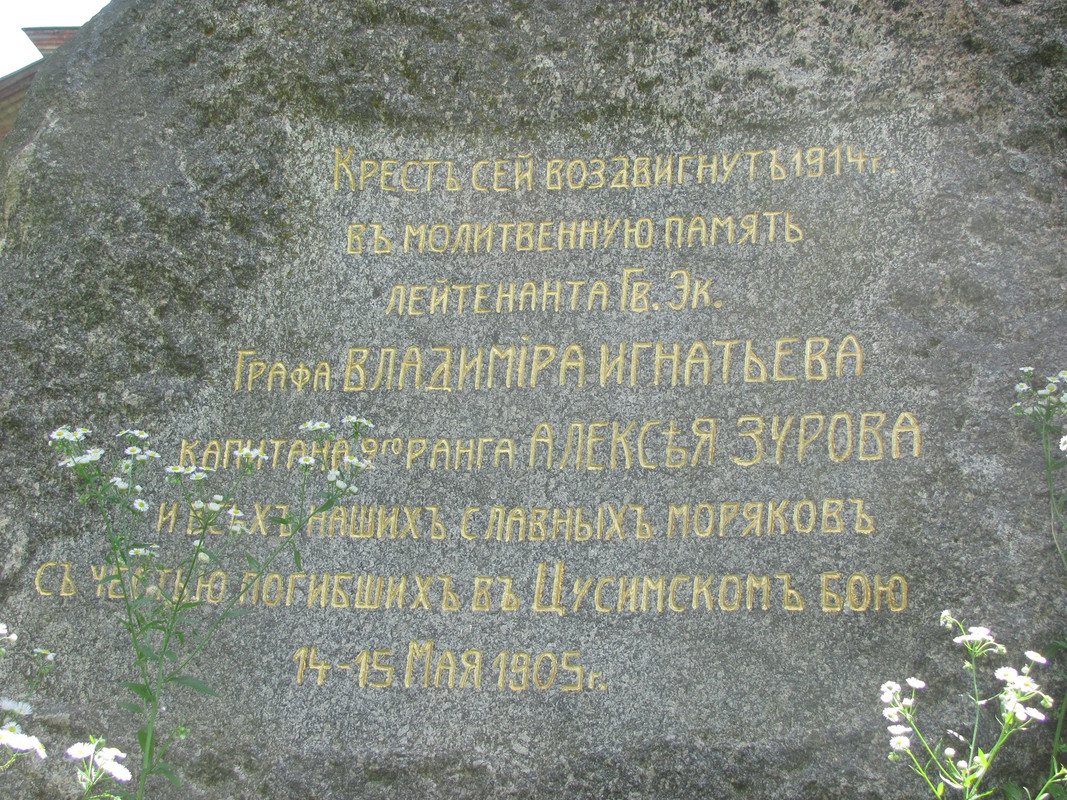 Крестъ сей воздвигнутъ 1914 г.
въ молитвенную память
лейтенанта Гв. Эк.
Графа ВЛАДИМІРА ИГНАТЬЕВА
капитана 2го ранга АЛЕКСѢЯ ЗУРОВА
и всѣхъ нашихъ славныхъ моряковъ
съ честью погибшихъ въ Цусимскомъ бою
14-15 Мая 1905 г.